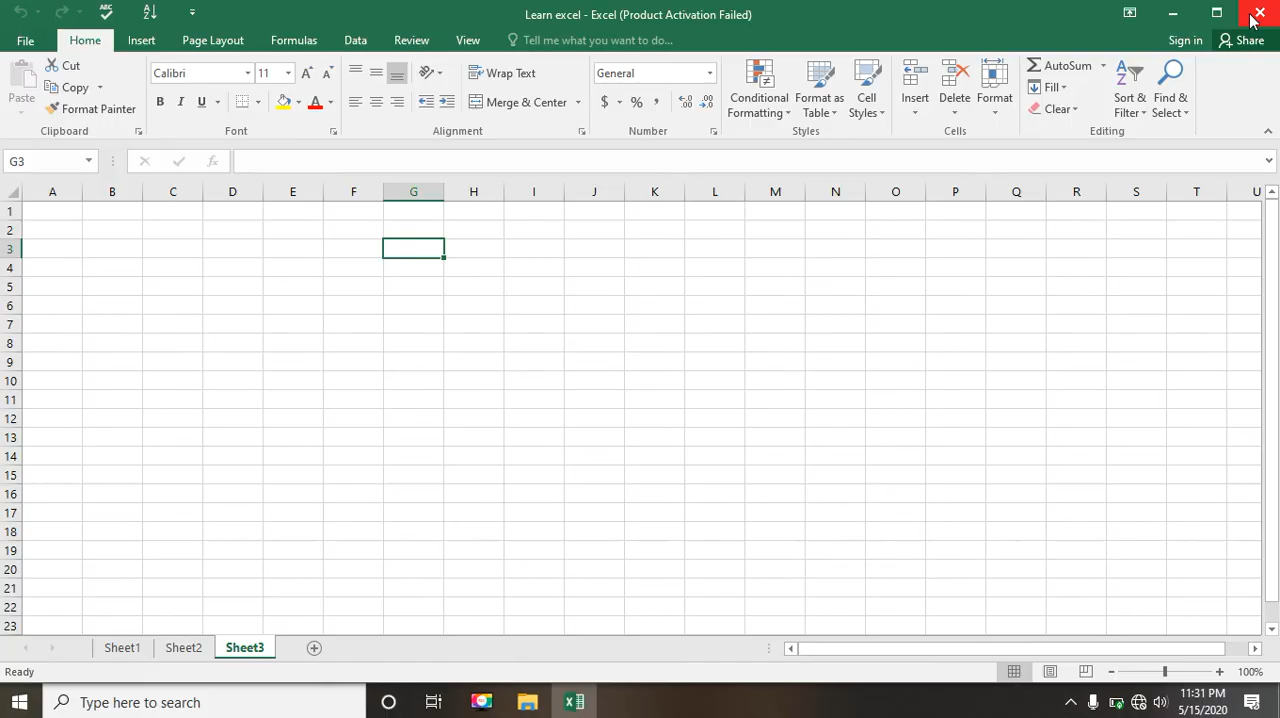 Learn excel - Excel (Product Activation Failed)
File Home Insert Page Layout Formulas Data Review View Tell me what you want to do... Sign in Share
Paste Cut Copy Format Painter Clipboard
Calibri 11 B I U A Font
Wrap Text Merge & Center Alignment
General $ % , Number
Conditional Formatting Format as Table Cell Styles Styles
Insert Delete Format Cells
AutoSum Fill Clear Sort & Filter Find & Select Editing
G3 fx
A B C D E F G H I J K L M N O P Q R S T U
1
2
3
4
5
6
7
8
9
10
11
12
13
14
15
16
17
18
19
20
21
22
23
Sheet1 Sheet2 Sheet3
Ready 100%
Type here to search 11:31 PM
5/15/2020